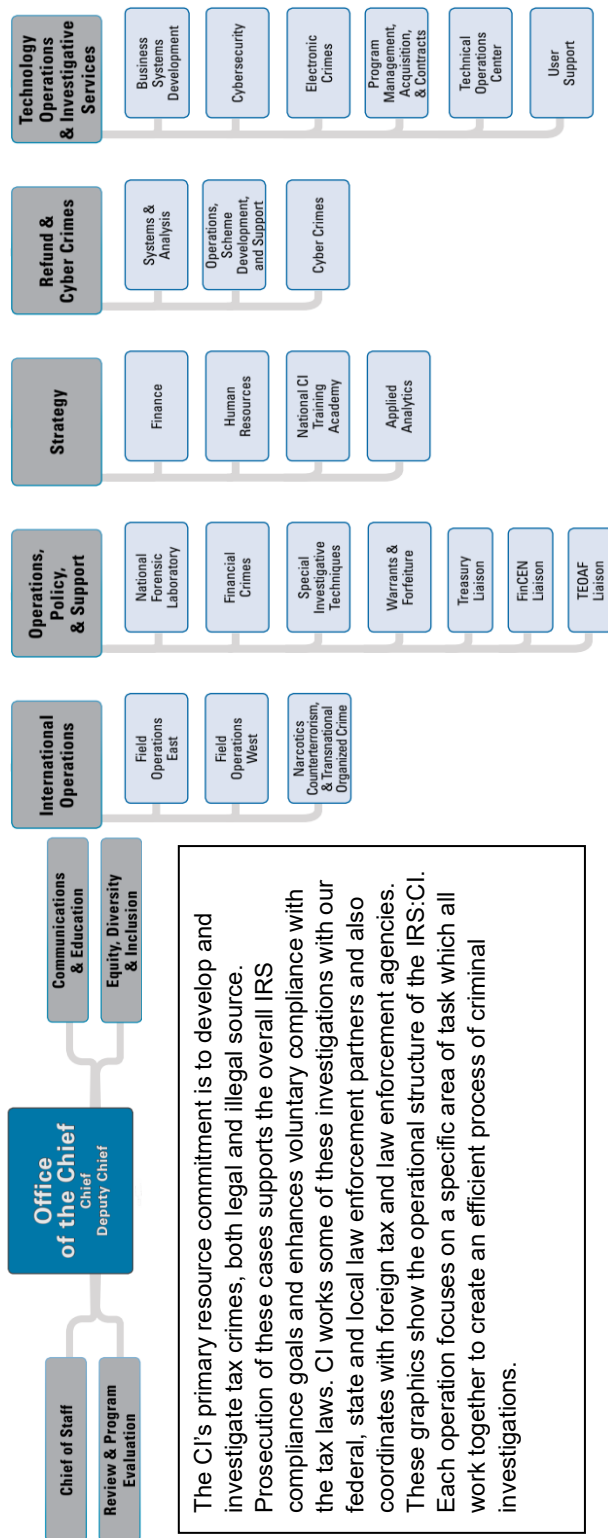 Chief of Staff
Review & Program
Evaluation
Office
of the Chief
Chief
Deputy Chief
Communications
& Education
Equity, Diversity
& Inclusion
The CI's primary resource commitment is to develop and
investigate tax crimes, both legal and illegal source.
Prosecution of these cases supports the overall IRS
compliance goals and enhances voluntary compliance with
the tax laws. CI works some of these investigations with our
federal, state and local law enforcement partners and also
coordinates with foreign tax and law enforcement agencies.
These graphics show the operational structure of the IRS:CI.
Each operation focuses on a specific area of task which all
work together to create an efficient process of criminal
investigations.
International
Operations
Field
Operations
East
Field
Operations
West
Narcotics
Counterterrorism,
& Transnational
Organized Crime
Operations,
Policy,
& Support
National
Forensic
Laboratory
Financial
Crimes
Special
Investigative
Techniques
Warrants &
Forfeiture
Treasury
Liaison
FinCEN
Liaison
TEOAF
Liaison
Strategy
Finance
Human
Resources
National CI
Training
Academy
Applied
Analytics
Refund &
Cyber Crimes
Systems &
Analysis
Operations,
Scheme
Development,
and Support
Cyber Crimes
Technology
Operations
& Investigative
Services
Business
Systems
Development
Cybersecurity
Electronic
Crimes
Program
Management,
Acquisition,
& Contracts
Technical
Operations
Center
User
Support